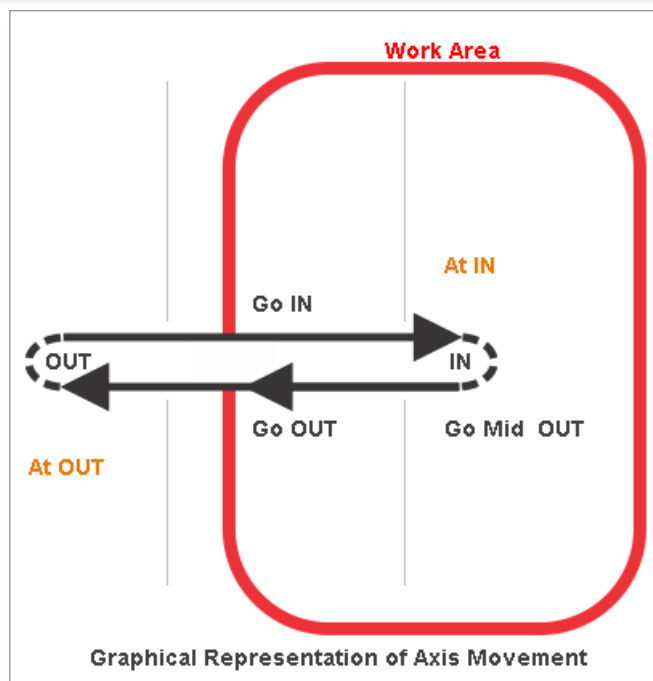 Work Area
At IN
Go IN
OUT
IN
Go OUT
Go Mid  OUT
At OUT
Graphical Representation of Axis Movement